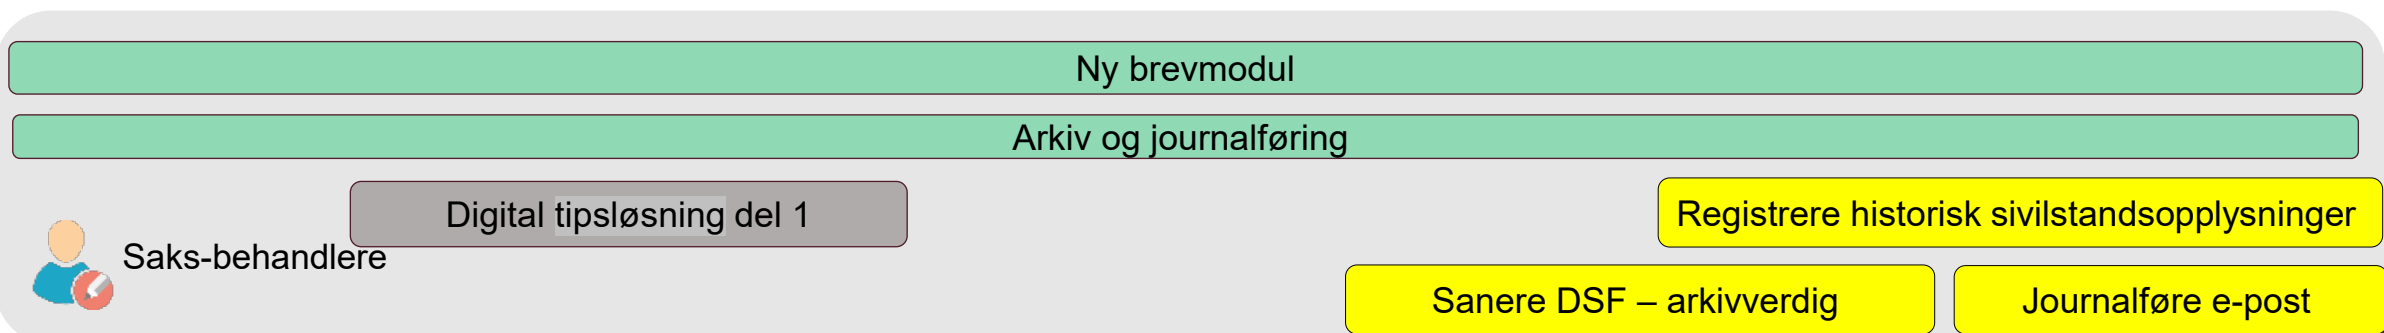 Ny brevmodul
Arkiv og journalføring
Digital tipsløsning del 1
Registrere historisk sivilstandsopplysninger
Saks-behandlere
Sanere DSF – arkivverdig
Journalføre e-post